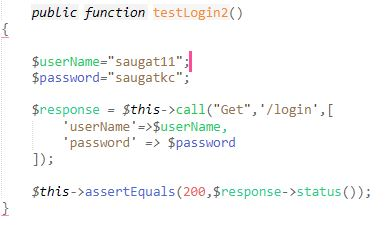 public function testLogin2()
{
$userName="saugat11";
$password="saugatkc";
$response = $this->call("Get",'/login',[
'userName'=>$userName,
'password' => $password
]);
$this->assertEquals(200,$response->status());
}